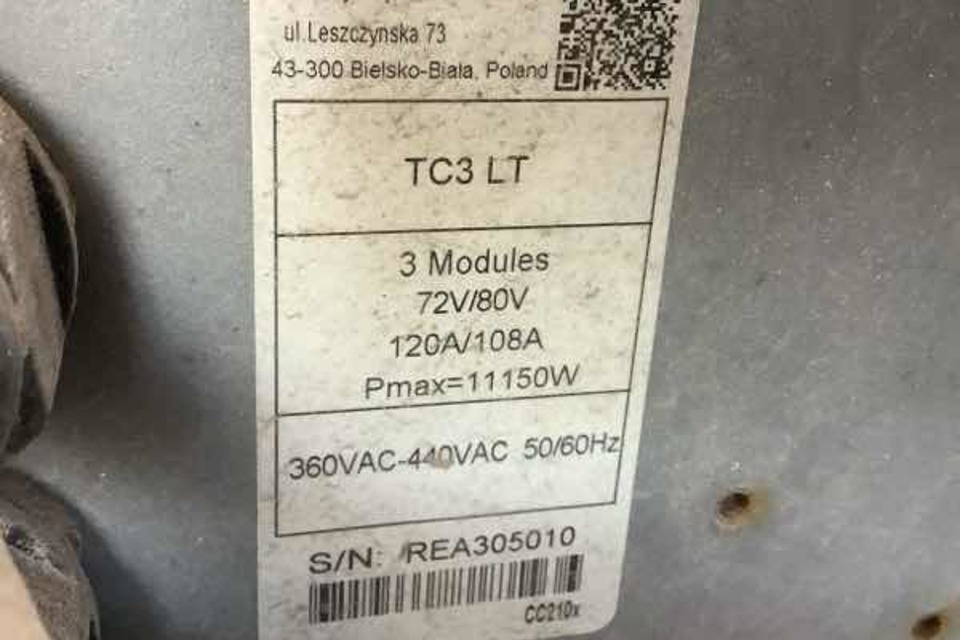 ul.Leszczynska 73
43-300 Bielsko-Biala, Poland
TC3 LT
3 Modules
72V/80V
120A/108A
Pmax=11150W
360VAC-440VAC 50/60Hz
S/N: REA305010
CC210x